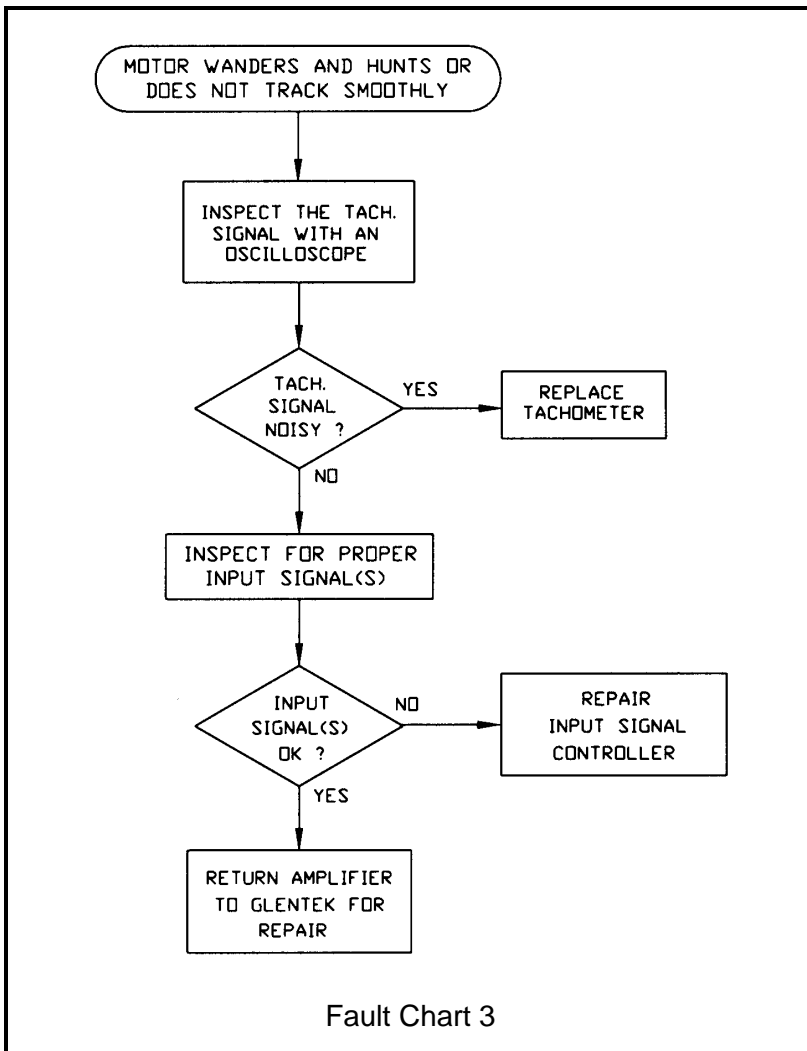 MOTOR WANDERS AND HUNTS OR
DOES NOT TRACK SMOOTHLY
INSPECT THE TACH.
SIGNAL WITH AN
OSCILLOSCOPE
TACH.
SIGNAL
NOISY ?
YES
REPLACE
TACHOMETER
NO
INSPECT FOR PROPER
INPUT SIGNAL(S)
INPUT
SIGNAL(S)
OK ?
NO
REPAIR
INPUT SIGNAL
CONTROLLER
YES
RETURN AMPLIFIER
TO GLENTEK FOR
REPAIR
Fault Chart 3